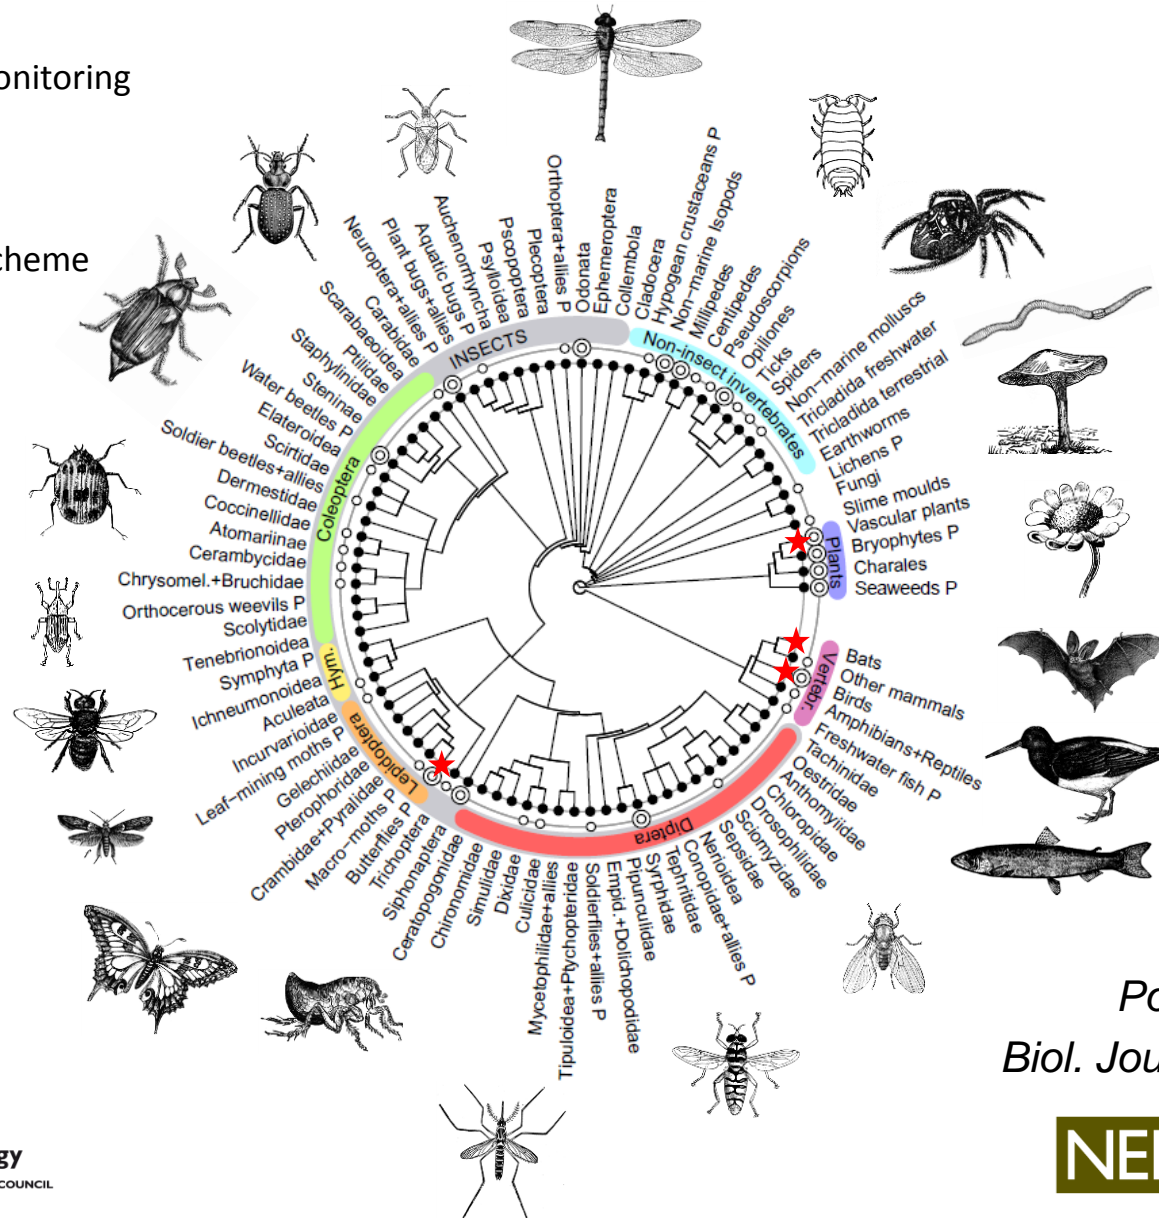 onitoring
cheme
Neuroptera+allies P
Plant bugs+allies
Aquatic bugs P
Auchenorrhyncha
Psylloidea
Psocoptera
Plecoptera
Orthoptera+allies P
Odonata
Ephemeroptera
Collembola
Cladocera
Hypogean crustaceans P
Non-marine Isopods
Millipedes
Centipedes
Pseudoscorpions
Opiliones
Ticks
Spiders
Non-marine molluscs
Tricladida freshwater
Tricladida terrestrial
Earthworms
Lichens P
Fungi
Slime moulds
Vascular plants
Bryophytes P
Charales
Seaweeds P
Bats
Other mammals
Birds
Amphibians+Reptiles
Freshwater fish P
Tachinidae
Oestridae
Anthomyiidae
Chloropidae
Drosophilidae
Sciomyzidae
Sepsidae
Nerioidea
Conopidae+allies P
Tephritidae
Syrphidae
Pipunculidae
Empid.+Dolichopodidae
Soldierflies+allies P
Tipuloidea+Ptychopteridae
Mycetophilidae+allies
Culicidae
Dixidae
Simulidae
Chironomidae
Ceratopogonidae
Siphonaptera
Trichoptera
Butterflies P
Macro-moths P
Crambidae+Pyralidae
Pterophoridae
Gelechiidae
Leaf-mining moths P
Incurvarioidae
Aculeata
Ichneumonoidea
Symphyta P
Tenebrionoidea
Scolytidae
Orthocerous weevils P
Chrysomel.+Bruchidae
Cerambycidae
Atomariinae
Coccinellidae
Dermestidae
Soldier beetles+allies
Scirtidae
Elateroidea
Water beetles P
Steninae
Staphylinidae
Ptiliidae
Scarabaeoidea
Carabidae
INSECTS
Non-insect invertebrates
Plants
Vertebr.
Diptera
Lepidoptera
Hym.
Coleoptera
Po
Biol. Jou
NE
gy
COUNCIL